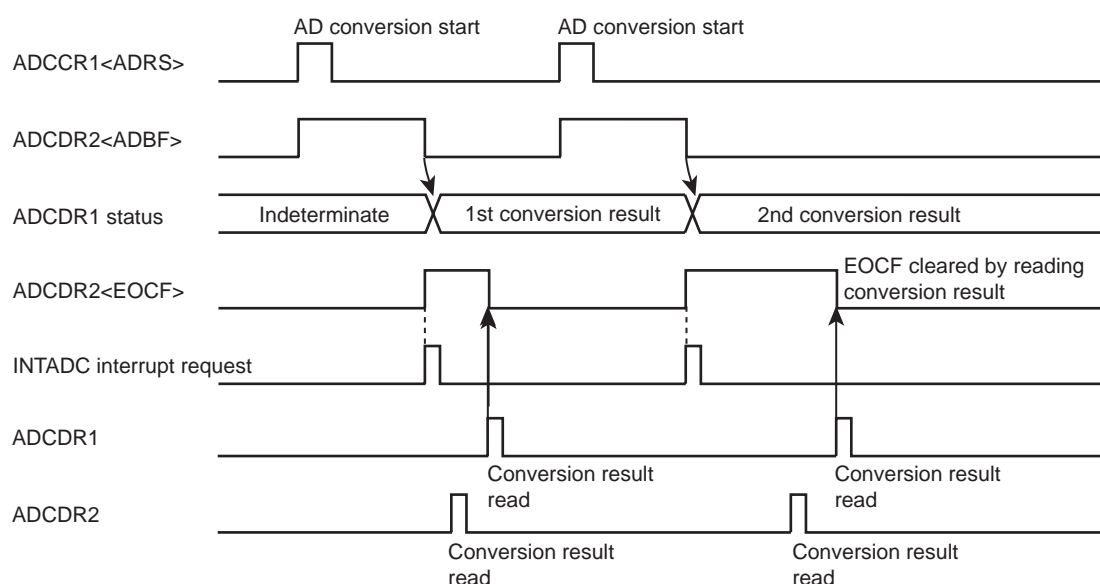 AD conversion start
AD conversion start
ADCCR1<ADRS>
ADCDR2<ADBF>
ADCDR1 status
Indeterminate
1st conversion result
2nd conversion result
ADCDR2<EOCF>
EOCF cleared by reading
conversion result
INTADC interrupt request
ADCDR1
Conversion result
read
Conversion result
read
ADCDR2
Conversion result
read
Conversion result
read